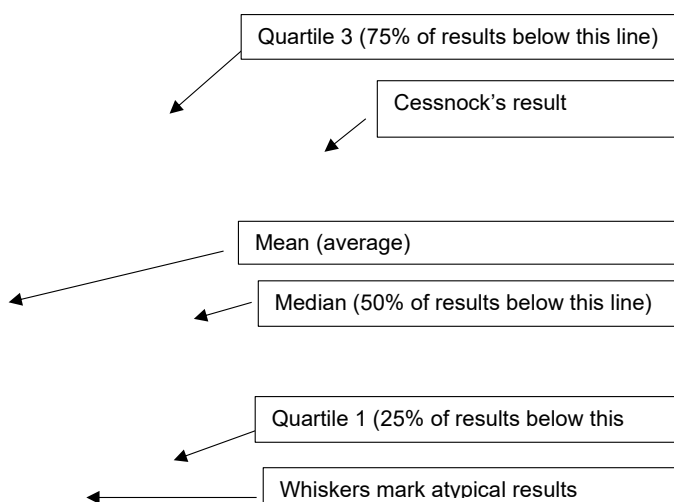 Quartile 3 (75% of results below this line)
Cessnock’s result
Mean (average)
Median (50% of results below this line)
Quartile 1 (25% of results below this
Whiskers mark atypical results